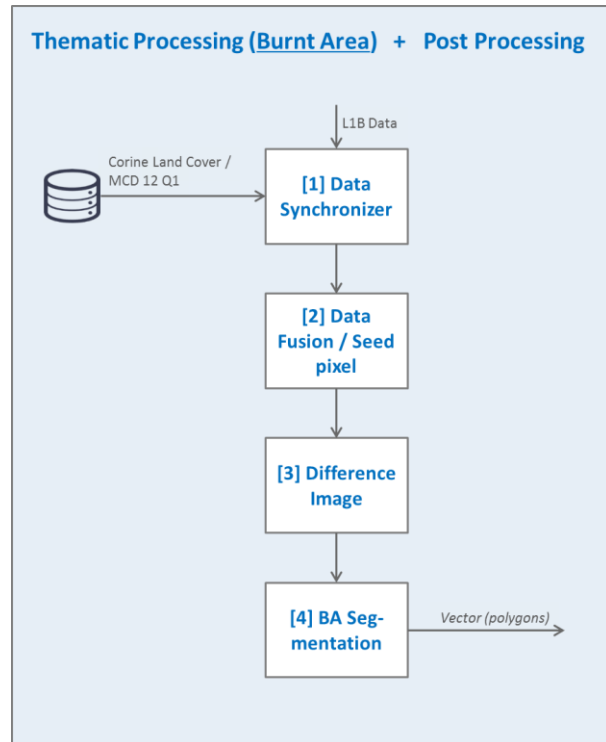 Thematic Processing (Burnt Area) + Post Processing
L1B Data
Corine Land Cover /
MCD 12 Q1
[1] Data
Synchronizer
[2] Data
Fusion / Seed
pixel
[3] Difference
Image
[4] BA Seg-
mentation
Vector (polygons)